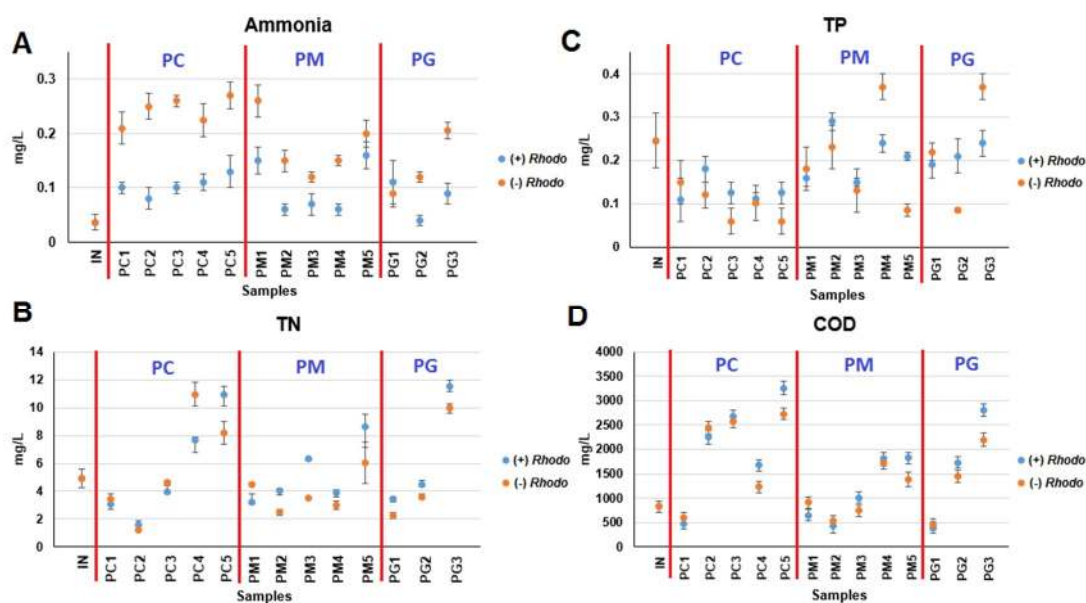 A
Ammonia
PC PM PG
0.3
0.2
0.1
0
mg/L
IN PC1 PC2 PC3 PC4 PC5 PM1 PM2 PM3 PM4 PM5 PG1 PG2 PG3
Samples
(+) Rhodo
(-) Rhodo
C
TP
PC PM PG
0.4
0.3
0.2
0.1
0.0
mg/L
IN PC1 PC2 PC3 PC4 PC5 PM1 PM2 PM3 PM4 PM5 PG1 PG2 PG3
Samples
(+) Rhodo
(-) Rhodo
B
TN
PC PM PG
14
12
10
8
6
4
2
0
mg/L
IN PC1 PC2 PC3 PC4 PC5 PM1 PM2 PM3 PM4 PM5 PG1 PG2 PG3
Samples
(+) Rhodo
(-) Rhodo
D
COD
PC PM PG
4000
3500
3000
2500
2000
1500
1000
500
0
mg/L
IN PC1 PC2 PC3 PC4 PC5 PM1 PM2 PM3 PM4 PM5 PG1 PG2 PG3
Samples
(+) Rhodo
(-) Rhodo